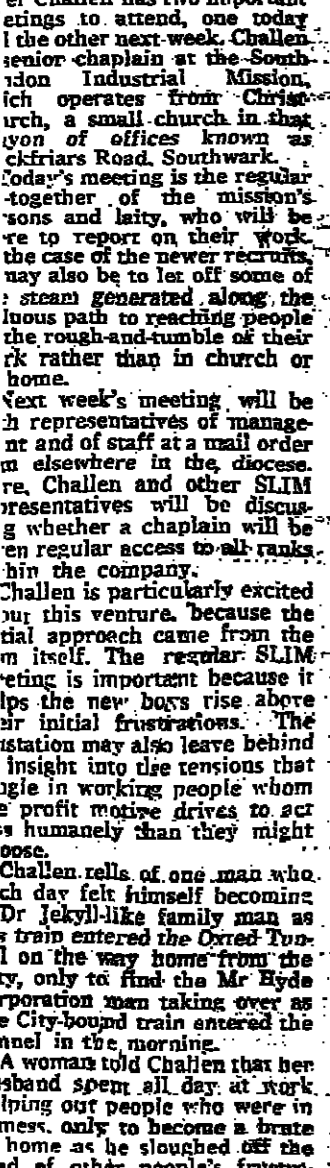 er Challen has two important
etings to attend, one today
l the other next week. Challen
senior chaplain at the South
ndon Industrial Mission,
ich operates from Christ
urch, a small church in that
nyon of offices known as
ckfriars Road, Southwark.
Today's meeting is the regular
-together of the mission's
sons and laity, who will be
re to report on their work.
the case of the newer recruits,
may also be to let off some of
e steam generated along the
luous path to reaching people
the rough-and-tumble of their
rk rather than in church or
home.
Next week's meeting will be
h representatives of manage-
nt and of staff at a mail order
m elsewhere in the diocese.
re, Challen and other SLIM
presentatives will be discus-
g whether a chaplain will be
en regular access to all ranks
hin the company.
Challen is particularly excited
out this venture, because the
tial approach came from the
m itself. The regular SLIM
eting is important because it
lps the new boys rise above
eir initial frustrations. The
ustation may also leave behind
insight into the tensions that
ngle in working people whom
e profit motive drives to act
s humanely than they might
oose.
Challen tells of one man who
ch day felt himself becoming
Dr Jekyll-like family man as
s train entered the Oxted Tun-
l on the way home from the
ty, only to find the Mr Hyde
rporation man taking over as
e City-bound train entered the
nnel in the morning.
A woman told Challen that her
sband spent all day at work
lping out people who were in
mess, only to become a brute
home as he sloughed off the
ad of other people's